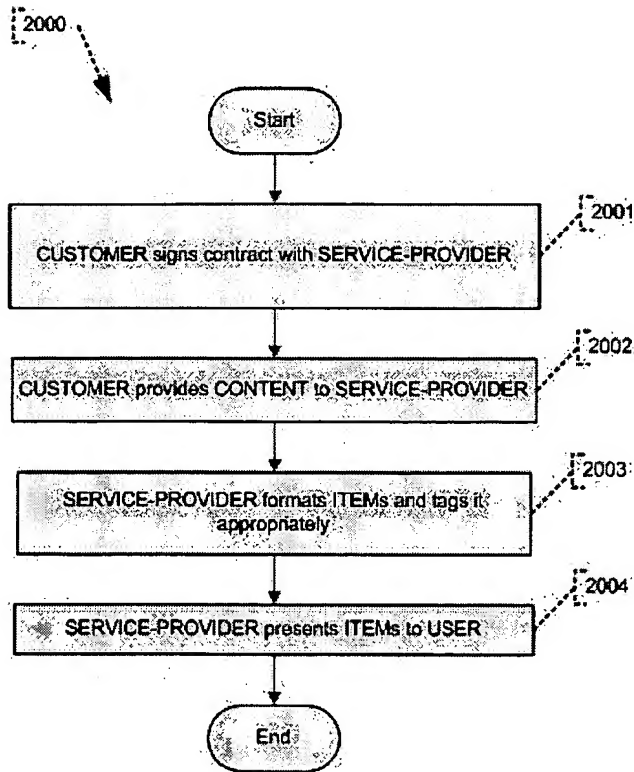 2000
Start
2001
CUSTOMER signs contract with SERVICE-PROVIDER
2002
CUSTOMER provides CONTENT to SERVICE-PROVIDER
2003
SERVICE-PROVIDER formats ITEMs and tags it
appropriately
2004
SERVICE-PROVIDER presents ITEMs to USER
End